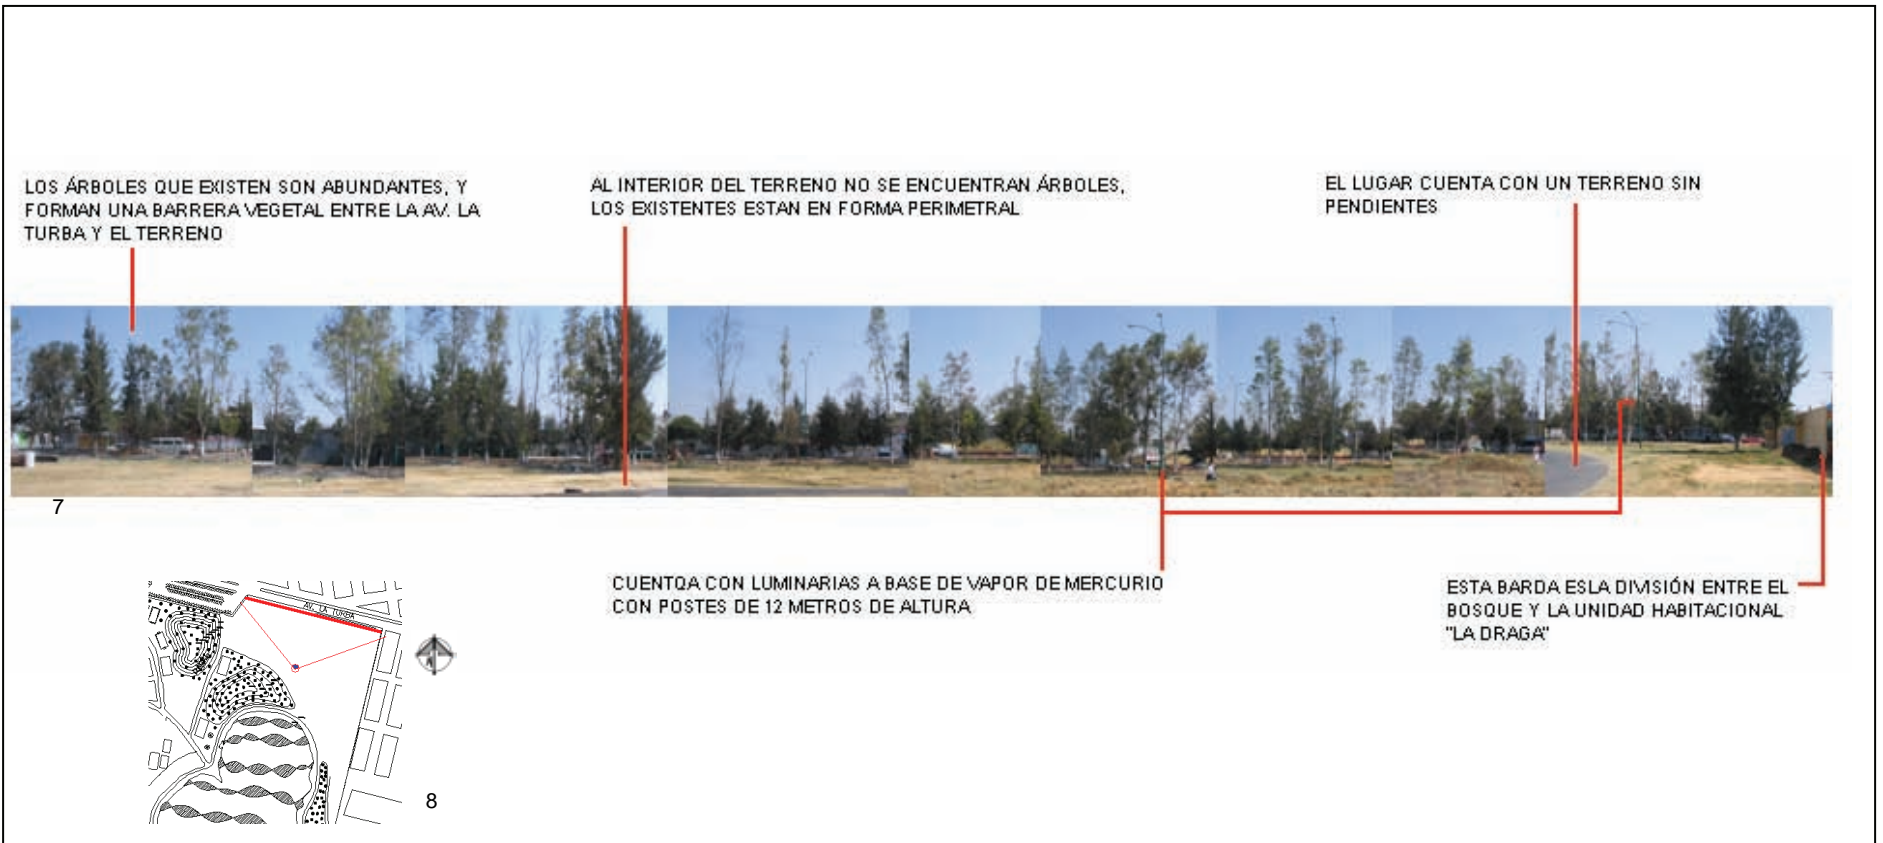 LOS ÁRBOLES QUE EXISTEN SON ABUNDANTES, Y
FORMAN UNA BARRERA VEGETAL ENTRE LA AV. LA
TURBA Y EL TERRENO
AL INTERIOR DEL TERRENO NO SE ENCUENTRAN ÁRBOLES,
LOS EXISTENTES ESTAN EN FORMA PERIMETRAL
EL LUGAR CUENTA CON UN TERRENO SIN
PENDIENTES
7
CUENTQA CON LUMINARIAS A BASE DE VAPOR DE MERCURIO
CON POSTES DE 12 METROS DE ALTURA
ESTA BARDA ESLA DIVISIÓN ENTRE EL
BOSQUE Y LA UNIDAD HABITACIONAL
"LA DRAGA"
AV. LA TURBA
N
8